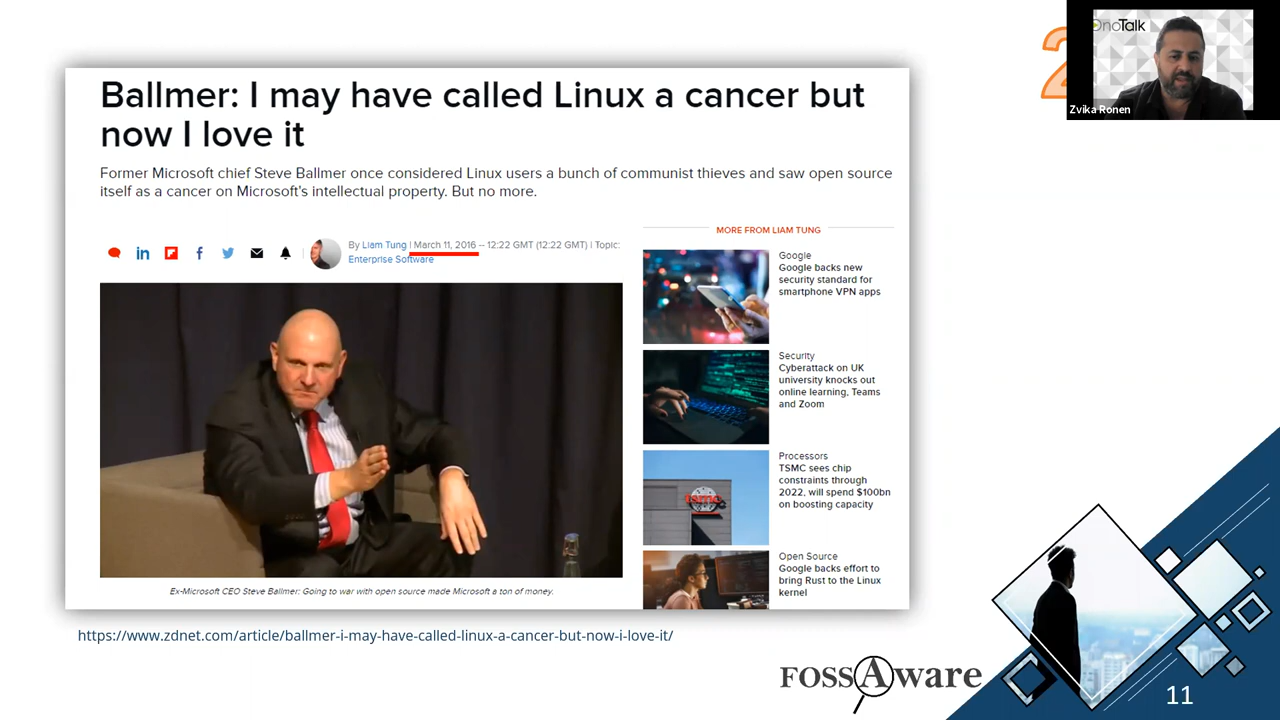 Ballmer: I may have called Linux a cancer but
now I love it
Former Microsoft chief Steve Ballmer once considered Linux users a bunch of communist thieves and saw open source
itself as a cancer on Microsoft's intellectual property. But no more.
By Liam Tung | March 11, 2016 -- 12:22 GMT (12:22 GMT) | Topic:
Enterprise Software
MORE FROM LIAM TUNG
Google
Google backs new
security standard for
smartphone VPN apps
Security
Cyberattack on UK
university knocks out
online learning, Teams
and Zoom
Processors
TSMC sees chip
constraints through
2022, will spend $100bn
on boosting capacity
Open Source
Google backs effort to
bring Rust to the Linux
kernel
Ex-Microsoft CEO Steve Ballmer: Going to war with open source made Microsoft a ton of money.
https://www.zdnet.com/article/ballmer-i-may-have-called-linux-a-cancer-but-now-i-love-it/
FOSSAware
11
2
OnoTalk
Zvika Ronen